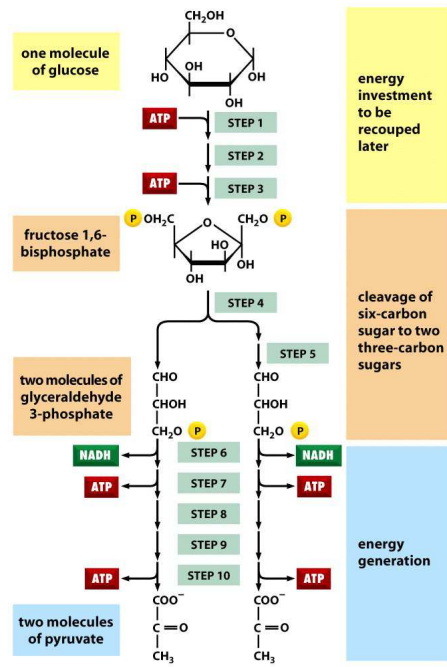 one molecule
of glucose
CH₂OH
O
HO
OH
OH
OH
energy
investment
to be
recouped
later
ATP
STEP 1
STEP 2
ATP
STEP 3
fructose 1,6-
bisphosphate
P OH₂C
O
CH₂O P
HO
OH
OH
STEP 4
cleavage of
six-carbon
sugar to two
three-carbon
sugars
STEP 5
two molecules of
glyceraldehyde
3-phosphate
CHO
CHOH
CH₂O P
CHO
CHOH
CH₂O P
NADH
STEP 6
NADH
ATP
STEP 7
ATP
STEP 8
STEP 9
energy
generation
ATP
STEP 10
ATP
two molecules
of pyruvate
COO⁻
C=O
CH₃
COO⁻
C=O
CH₃